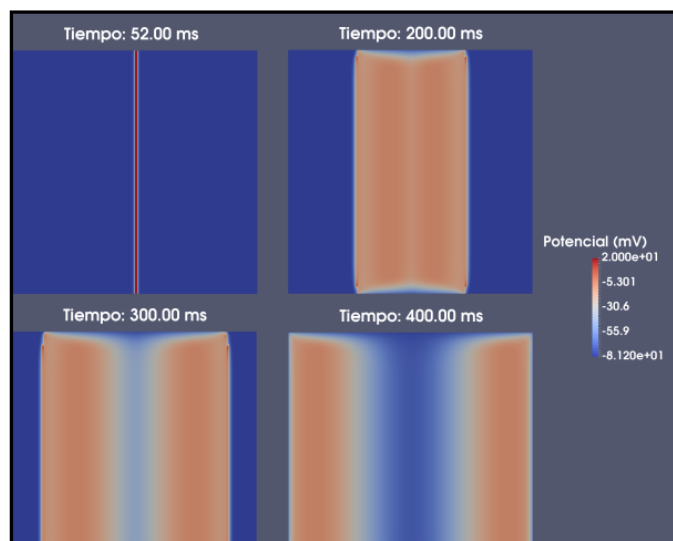 Tiempo: 52.00 ms
Tiempo: 200.00 ms
Potencial (mV)
2.000e+01
-5.301
-30.6
-55.9
-8.120e+01
Tiempo: 300.00 ms
Tiempo: 400.00 ms